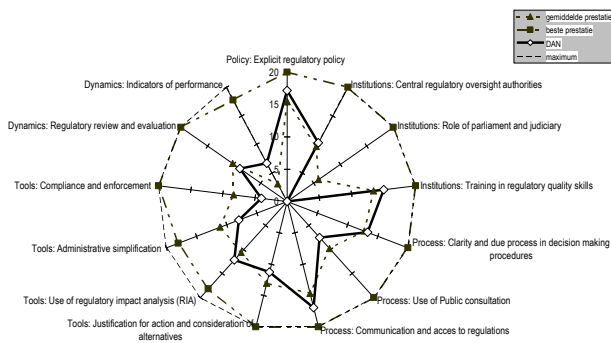 gemiddelde prestatie
beste prestatie
DAN
maximum
Policy: Explicit regulatory policy
20
Dynamics: Indicators of performance
Institutions: Central regulatory oversight authorities
15
Dynamics: Regulatory review and evaluation
Institutions: Role of parliament and judiciary
10
5
Tools: Compliance and enforcement
Institutions: Training in regulatory quality skills
0
Tools: Administrative simplification
Process: Clarity and due process in decision making
procedures
Tools: Use of regulatory impact analysis (RIA)
Process: Use of Public consultation
Tools: Justification for action and consideration of
alternatives
Process: Communication and acces to regulations